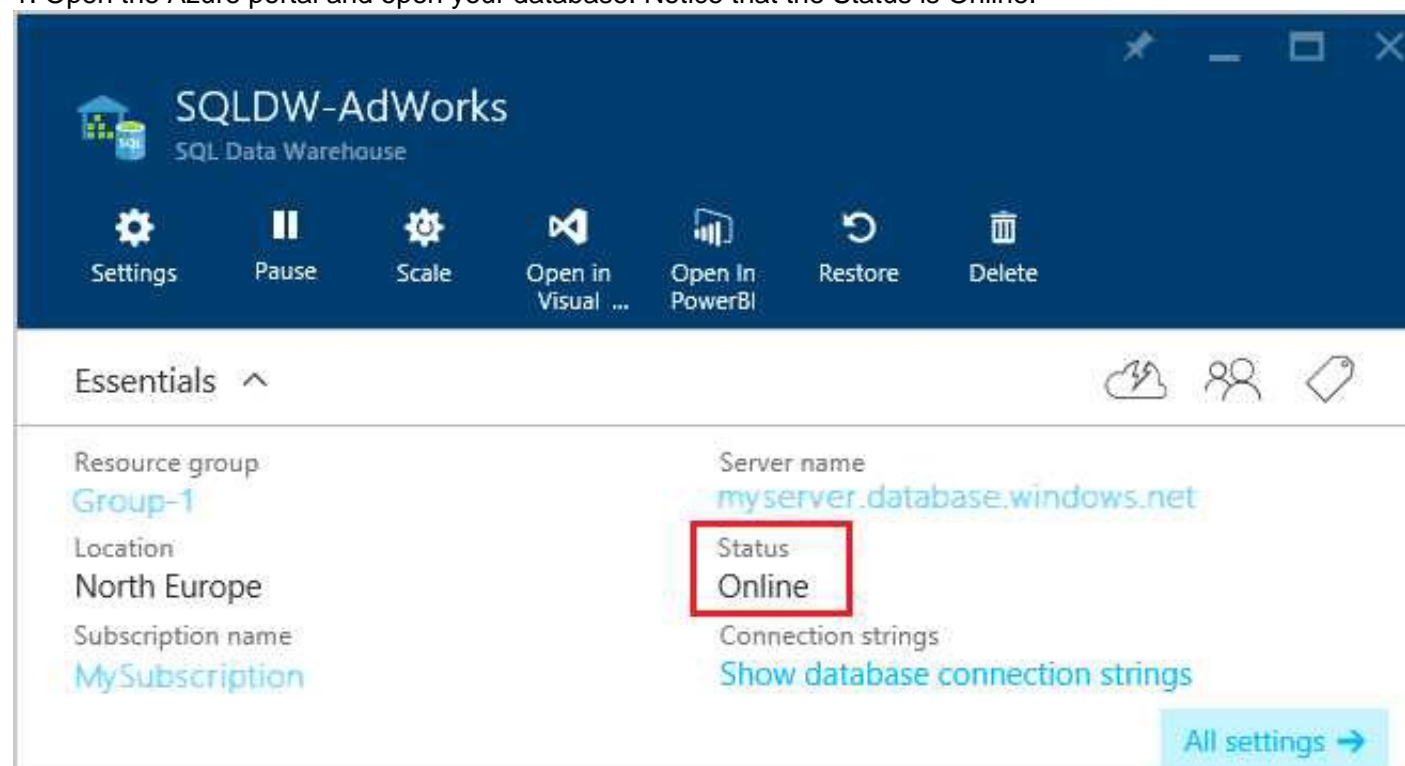 1. Open the Azure portal and open your database. Notice that the Status is Online.
SQLDW-AdWorks
SQL Data Warehouse
Settings
Pause
Scale
Open in
Visual ...
Open In
PowerBI
Restore
Delete
Essentials
Resource group
Group-1
Server name
myserver.database.windows.net
Location
North Europe
Status
Online
Subscription name
MySubscription
Connection strings
Show database connection strings
All settings →